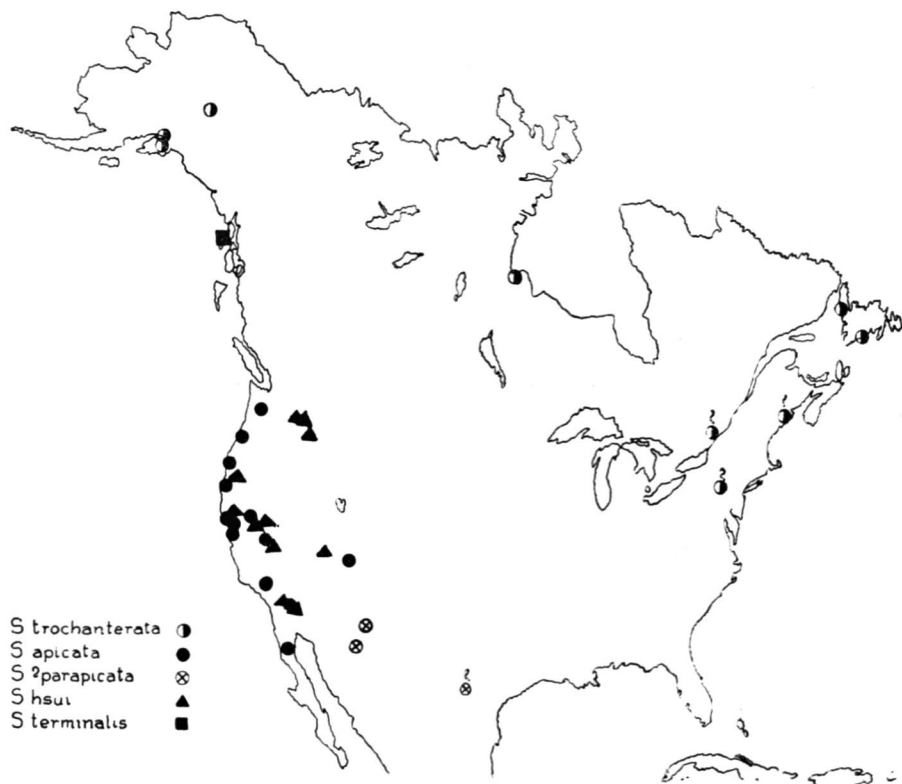 ?
?
?
?
S trochanterata
S apicata
S ?parapicata
S hsui
S terminalis